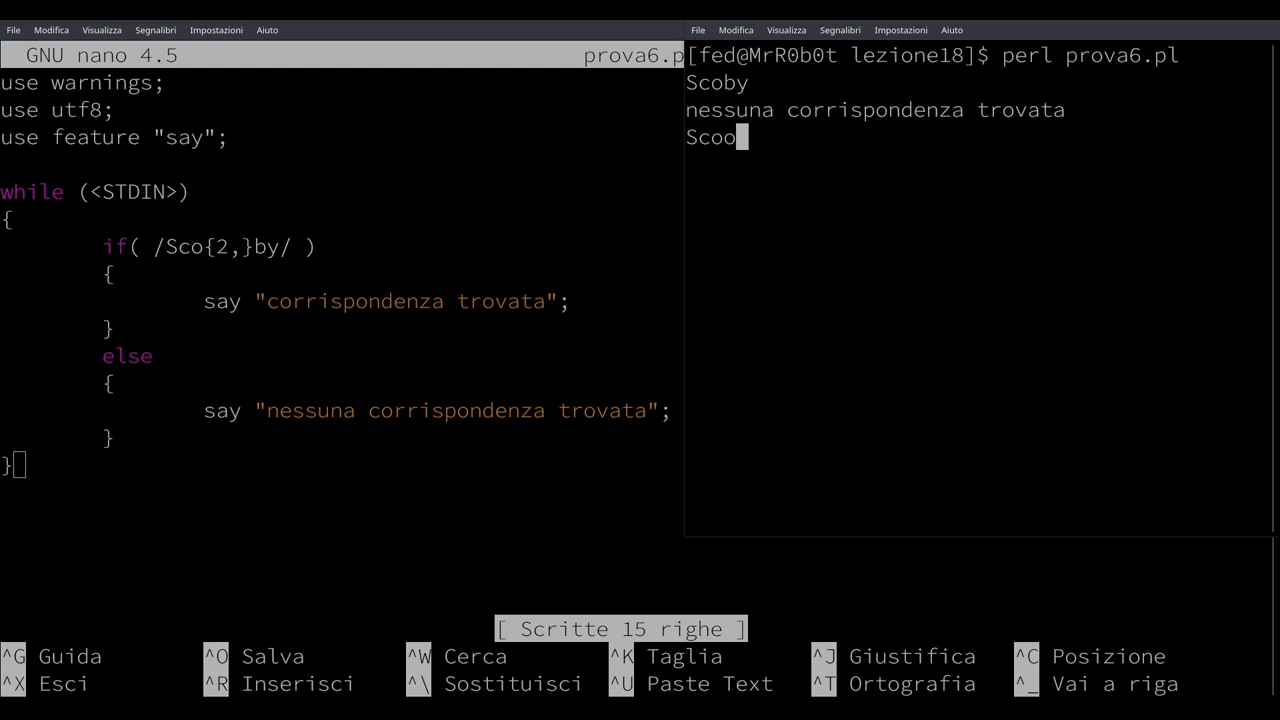 File Modifica Visualizza Segnalibri Impostazioni Aiuto
GNU nano 4.5 prova6.p
use warnings;
use utf8;
use feature "say";
while (<STDIN>)
{
if( /Sco{2,}by/ )
{
say "corrispondenza trovata";
}
else
{
say "nessuna corrispondenza trovata";
}
}
[ Scritte 15 righe ]
^G Guida ^O Salva ^W Cerca ^K Taglia ^J Giustifica ^C Posizione
^X Esci ^R Inserisci ^\ Sostituisci ^U Paste Text ^T Ortografia ^_ Vai a riga
File Modifica Visualizza Segnalibri Impostazioni Aiuto
[fed@MrR0b0t lezione18]$ perl prova6.pl
Scoby
nessuna corrispondenza trovata
Scoo